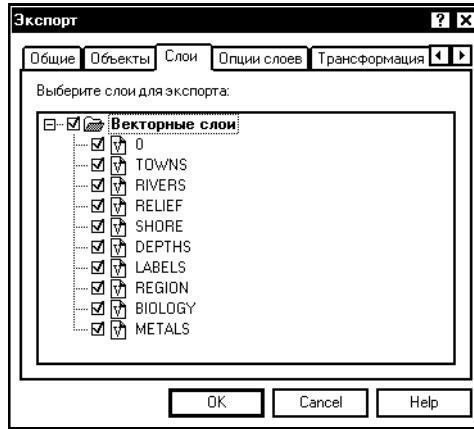 Экспорт
Общие Объекты Слои Опции слоев Трансформация
Выберите слои для экспорта:
Векторные слои
0
TOWNS
RIVERS
RELIEF
SHORE
DEPTHS
LABELS
REGION
BIOLOGY
METALS
OK Cancel Help